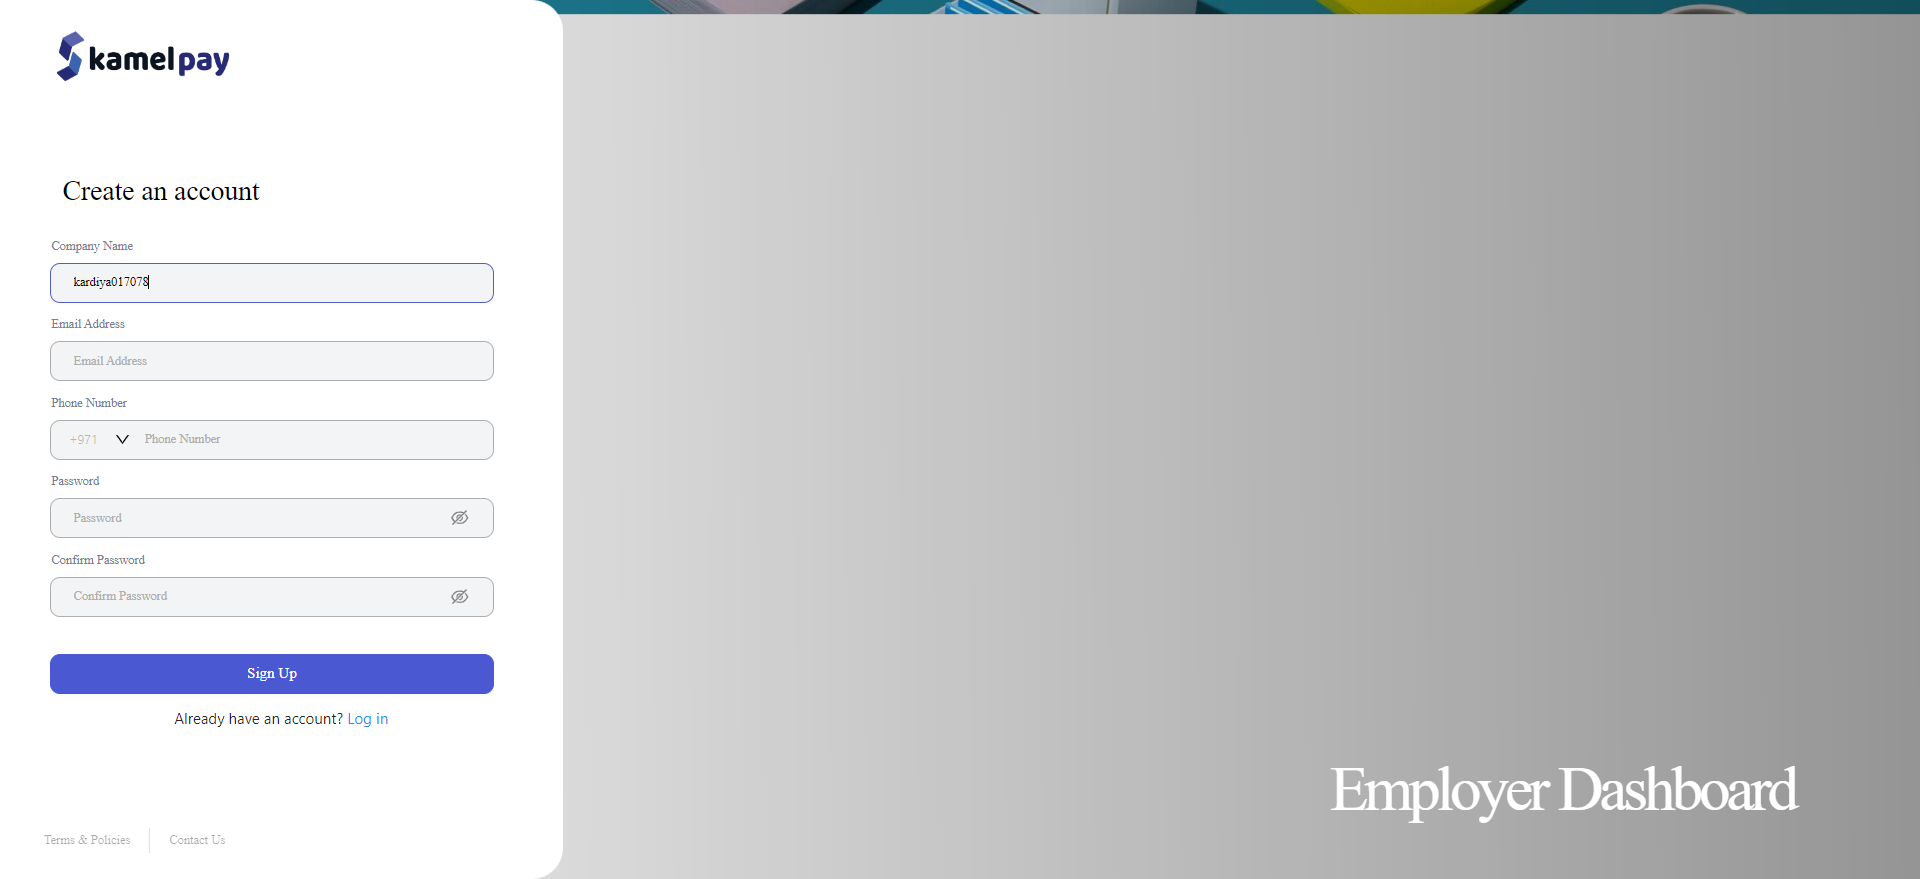 kamelpay
Create an account
Company Name
kardiya017078
Email Address
Email Address
Phone Number
+971 Phone Number
Password
Password
Confirm Password
Confirm Password
Sign Up
Already have an account? Log in
Employer Dashboard
Terms & Policies
Contact Us